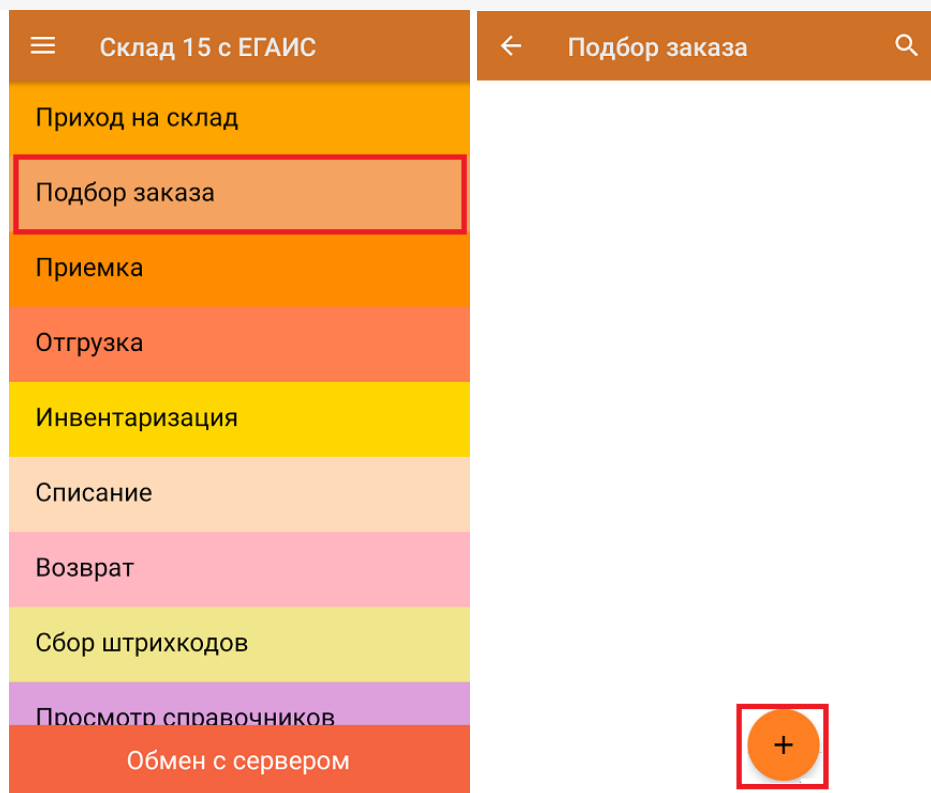 Склад 15 с ЕГАИС
Приход на склад
Подбор заказа
Приемка
Отгрузка
Инвентаризация
Списание
Возврат
Сбор штрихкодов
Просмотр справочников
Обмен с сервером
Подбор заказа
+